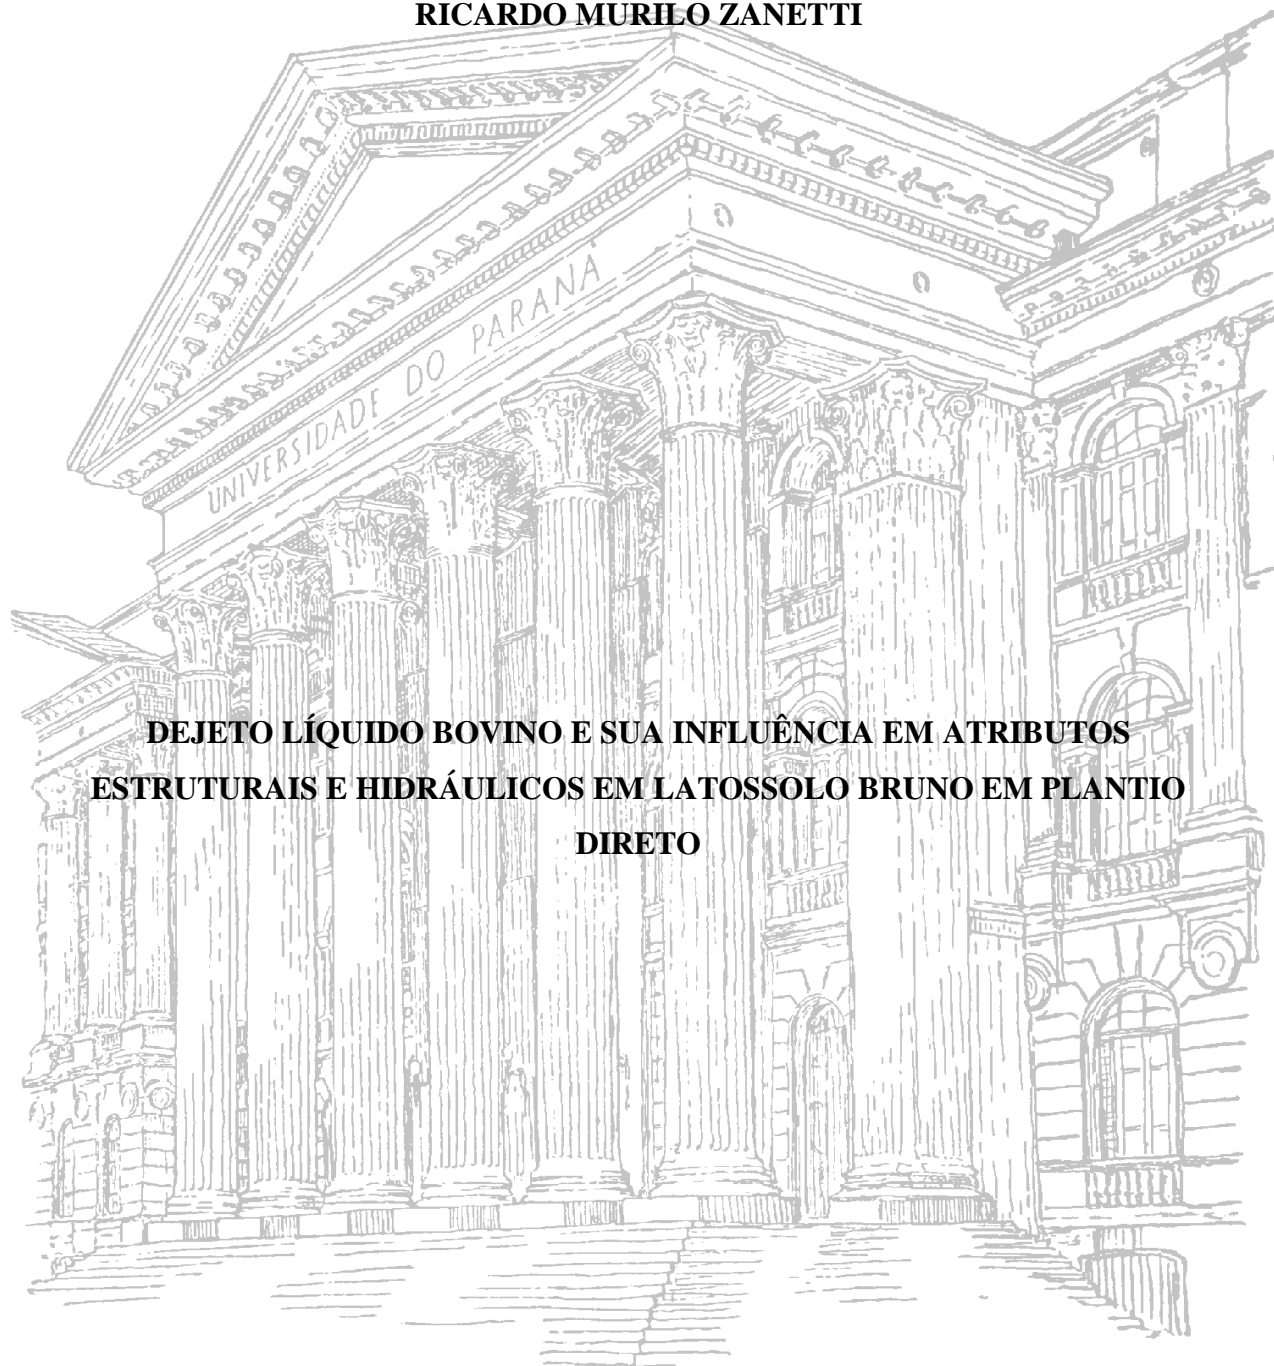 RICARDO MURILO ZANETTI
UNIVERSIDADE DO PARANÁ
DEJETO LÍQUIDO BOVINO E SUA INFLUÊNCIA EM ATRIBUTOS
ESTRUTURAIS E HIDRÁULICOS EM LATOSSOLO BRUNO EM PLANTIO
DIRETO